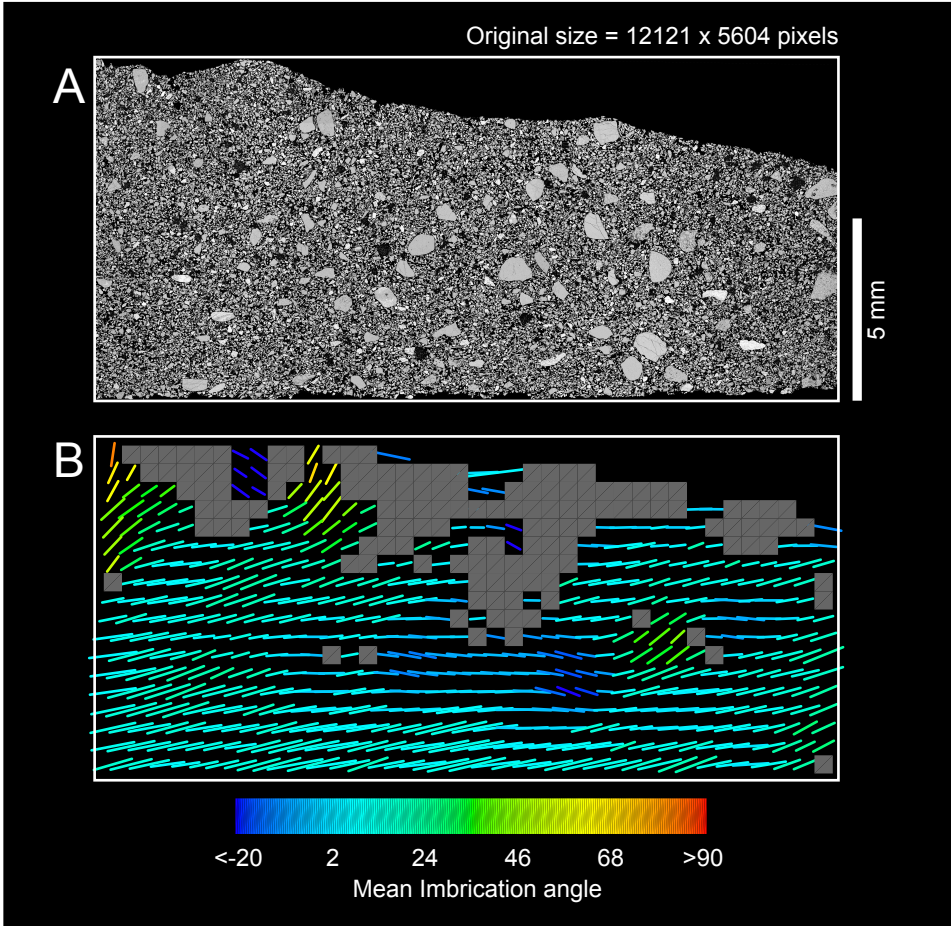 Original size = 12121 x 5604 pixels
A
5 mm
B
<-20 2 24 46 68 >90
Mean Imbrication angle